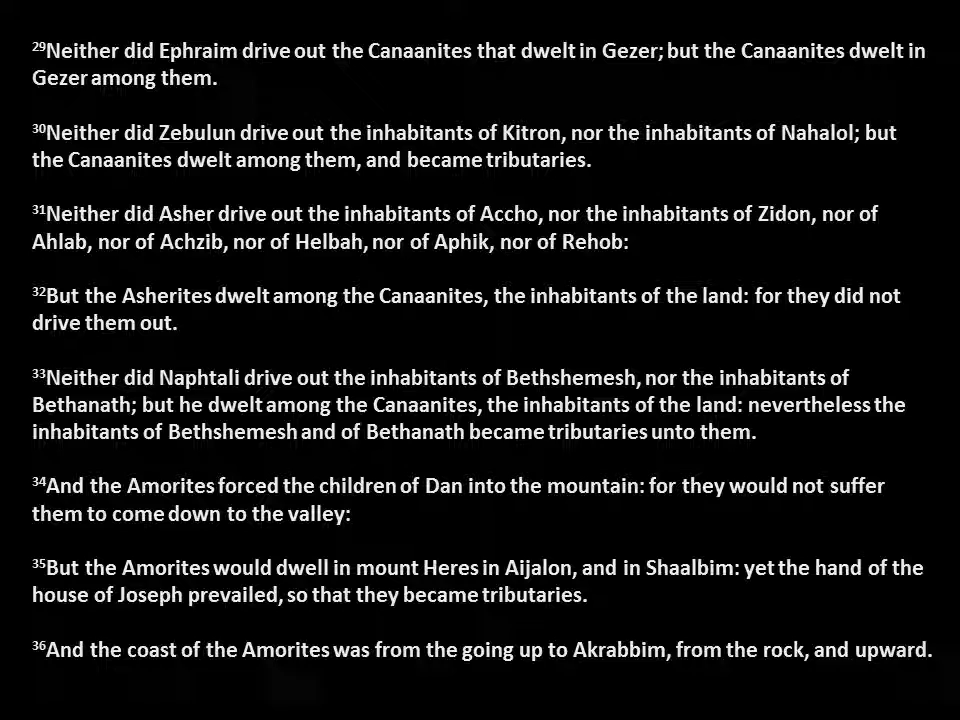 ²⁹Neither did Ephraim drive out the Canaanites that dwelt in Gezer; but the Canaanites dwelt in
Gezer among them.
³⁰Neither did Zebulun drive out the inhabitants of Kitron, nor the inhabitants of Nahalol; but
the Canaanites dwelt among them, and became tributaries.
³¹Neither did Asher drive out the inhabitants of Accho, nor the inhabitants of Zidon, nor of
Ahlab, nor of Achzib, nor of Helbah, nor of Aphik, nor of Rehob:
³²But the Asherites dwelt among the Canaanites, the inhabitants of the land: for they did not
drive them out.
³³Neither did Naphtali drive out the inhabitants of Bethshemesh, nor the inhabitants of
Bethanath; but he dwelt among the Canaanites, the inhabitants of the land: nevertheless the
inhabitants of Bethshemesh and of Bethanath became tributaries unto them.
³⁴And the Amorites forced the children of Dan into the mountain: for they would not suffer
them to come down to the valley:
³⁵But the Amorites would dwell in mount Heres in Aijalon, and in Shaalbim: yet the hand of the
house of Joseph prevailed, so that they became tributaries.
³⁶And the coast of the Amorites was from the going up to Akrabbim, from the rock, and upward.